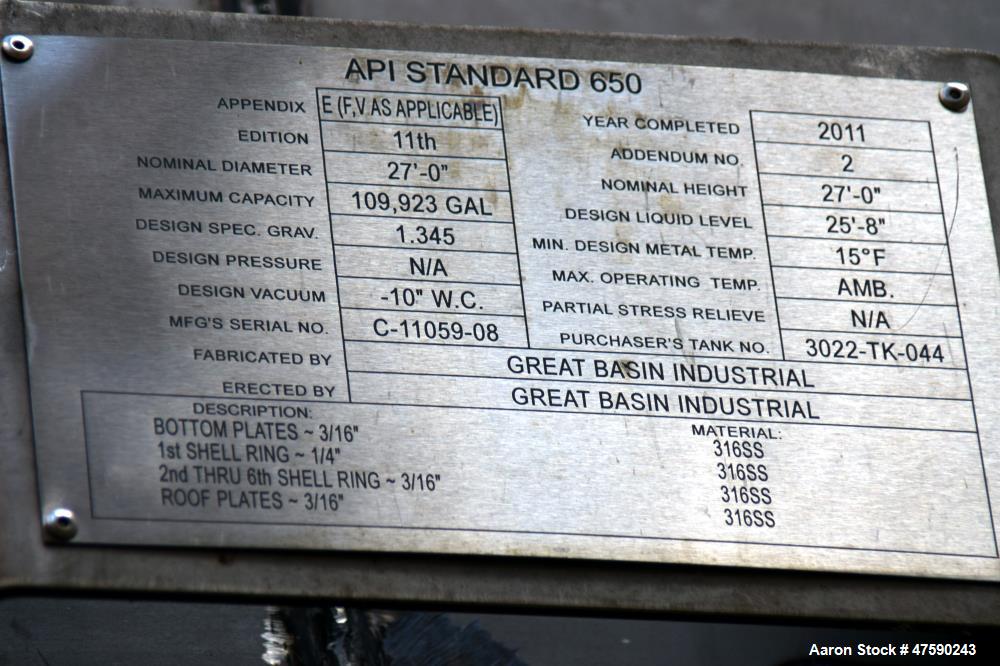 API STANDARD 650
APPENDIX E (F,V AS APPLICABLE) YEAR COMPLETED 2011
EDITION 11th ADDENDUM NO. 2
NOMINAL DIAMETER 27'-0" NOMINAL HEIGHT 27'-0"
MAXIMUM CAPACITY 109,923 GAL DESIGN LIQUID LEVEL 25'-8"
DESIGN SPEC. GRAV. 1.345 MIN. DESIGN METAL TEMP. 15°F
DESIGN PRESSURE N/A MAX. OPERATING TEMP. AMB.
DESIGN VACUUM -10" W.C. PARTIAL STRESS RELIEVE N/A
MFG'S SERIAL NO. C-11059-08 PURCHASER'S TANK NO. 3022-TK-044
FABRICATED BY GREAT BASIN INDUSTRIAL
ERECTED BY GREAT BASIN INDUSTRIAL
DESCRIPTION: MATERIAL:
BOTTOM PLATES ~ 3/16" 316SS
1st SHELL RING ~ 1/4" 316SS
2nd THRU 6th SHELL RING ~ 3/16" 316SS
ROOF PLATES ~ 3/16" 316SS
Aaron Stock # 47590243